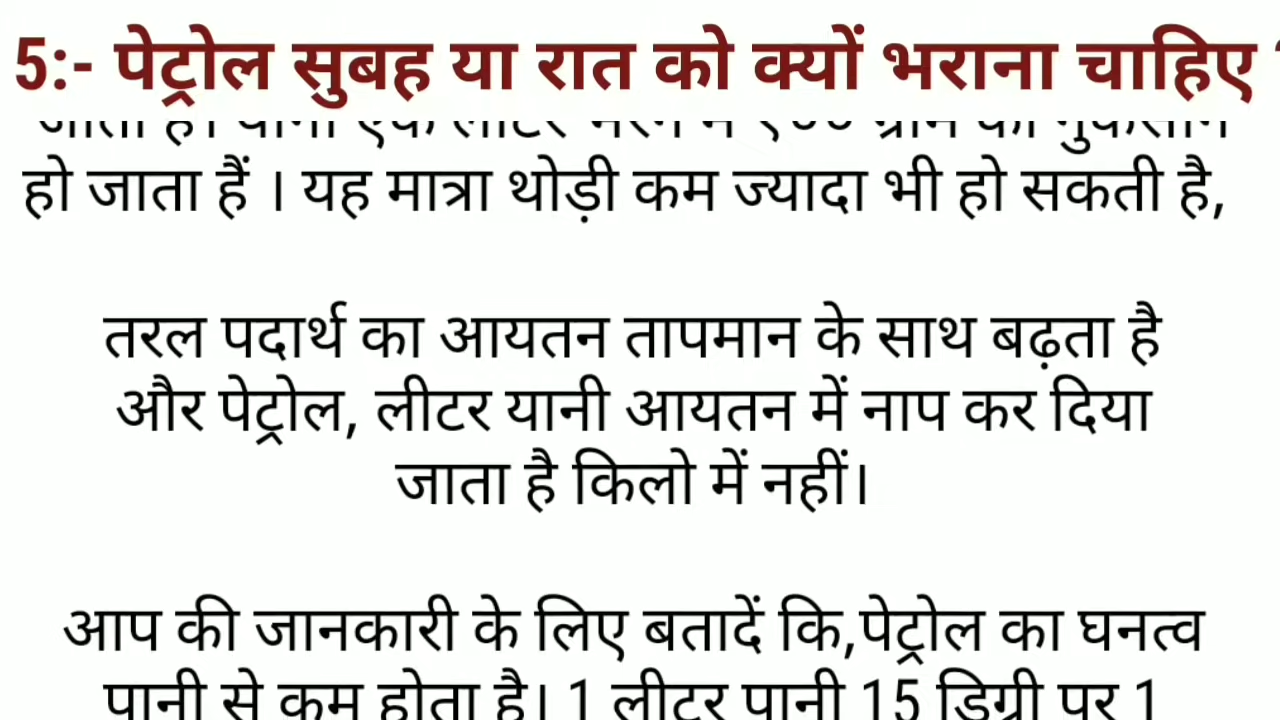 5:- पेट्रोल सुबह या रात को क्यों भराना चाहिए
हो जाता हैं । यह मात्रा थोड़ी कम ज्यादा भी हो सकती है,
तरल पदार्थ का आयतन तापमान के साथ बढ़ता है
और पेट्रोल, लीटर यानी आयतन में नाप कर दिया
जाता है किलो में नहीं।
आप की जानकारी के लिए बतादें कि,पेट्रोल का घनत्व
पानी से कम होता है। 1 लीटर पानी 15 डिग्री पर 1